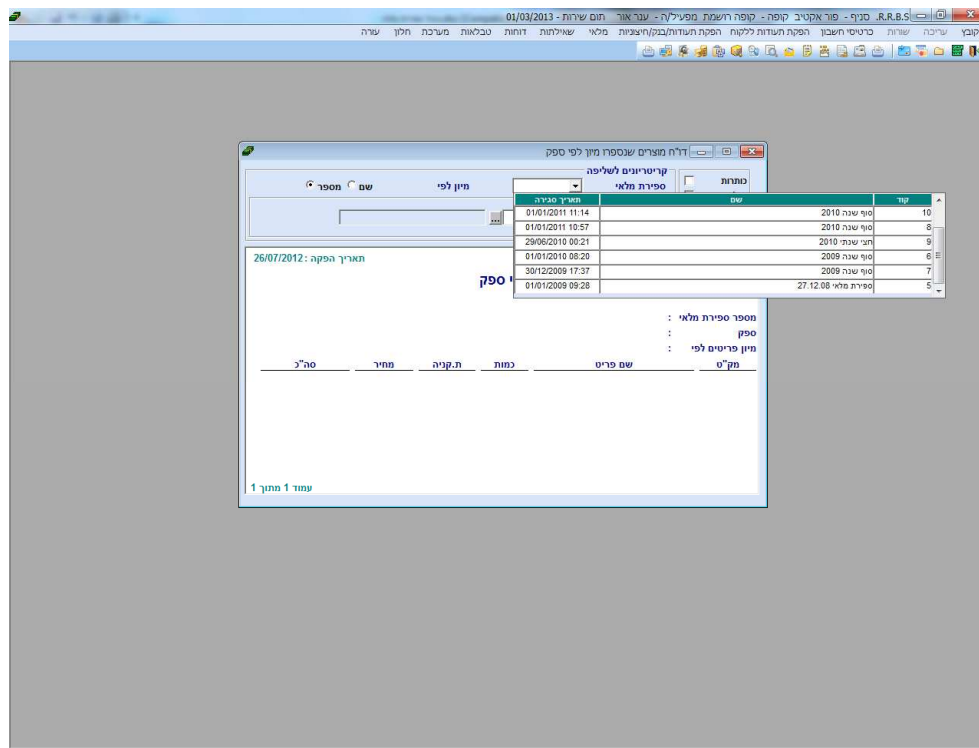 R.R.B.S. סניף - פור אקטיב קופה - קופה רושמת מפעיל/ה - ענר אור תום שירות - 01/03/2013
קובץ עריכה שורות כרטיסי חשבון הפקת תעודות ללקוח הפקת תעודות/בנק/חיצוניות מלאי שאילתות דוחות טבלאות מערכת חלון עזרה
דו"ח מוצרים שנספרו מיון לפי ספק
קריטריונים לשליפה
כותרות
ספירת מלאי
מיון לפי
שם מספר
קוד שם תאריך סגירה
10 סוף שנה 2010 01/01/2011 11:14
8 סוף שנה 2010 01/01/2011 10:57
9 חצי שנתי 2010 29/06/2010 00:21
6 סוף שנה 2009 01/01/2010 08:20
7 סוף שנה 2009 30/12/2009 17:37
5 ספירת מלאי 27.12.08 01/01/2009 09:28
...
תאריך הפקה : 26/07/2012
י ספק
מספר ספירת מלאי :
ספק :
מיון פריטים לפי :
מק"ט שם פריט כמות ת.קניה מחיר סה"כ
עמוד 1 מתוך 1